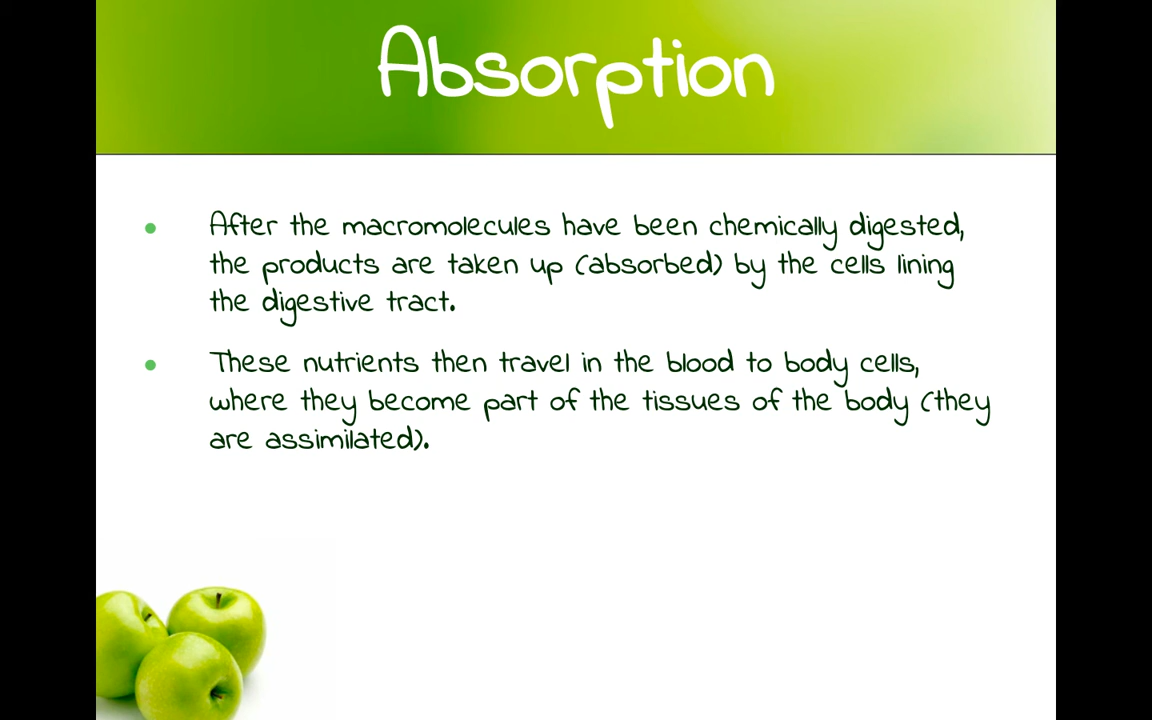 Absorption
• After the macromolecules have been chemically digested,
the products are taken up (absorbed) by the cells lining
the digestive tract.
• These nutrients then travel in the blood to body cells,
where they become part of the tissues of the body (they
are assimilated).